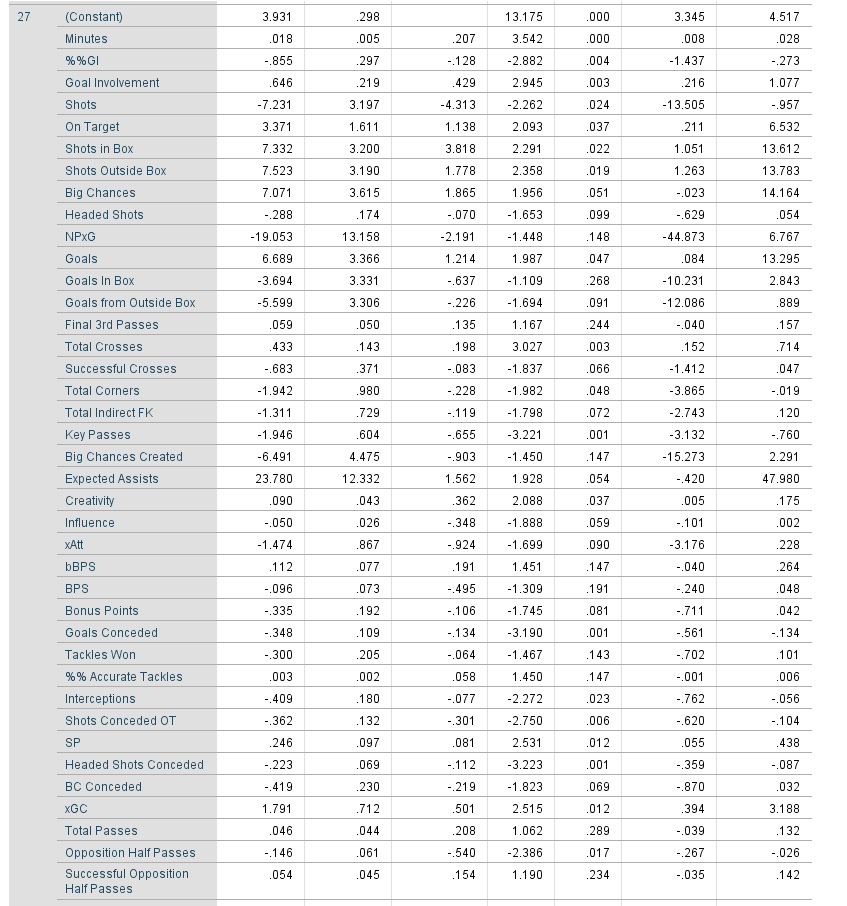 27 (Constant) 3.931 .298 13.175 .000 3.345 4.517
Minutes .018 .005 .207 3.542 .000 .008 .028
%%GI -.855 .297 -.128 -2.882 .004 -1.437 -.273
Goal Involvement .646 .219 .429 2.945 .003 .216 1.077
Shots -7.231 3.197 -4.313 -2.262 .024 -13.505 -.957
On Target 3.371 1.611 1.138 2.093 .037 .211 6.532
Shots in Box 7.332 3.200 3.818 2.291 .022 1.051 13.612
Shots Outside Box 7.523 3.190 1.778 2.358 .019 1.263 13.783
Big Chances 7.071 3.615 1.865 1.956 .051 -.023 14.164
Headed Shots -.288 .174 -.070 -1.653 .099 -.629 .054
NPxG -19.053 13.158 -2.191 -1.448 .148 -44.873 6.767
Goals 6.689 3.366 1.214 1.987 .047 .084 13.295
Goals In Box -3.694 3.331 -.637 -1.109 .268 -10.231 2.843
Goals from Outside Box -5.599 3.306 -.226 -1.694 .091 -12.086 .889
Final 3rd Passes .059 .050 .135 1.167 .244 -.040 .157
Total Crosses .433 .143 .198 3.027 .003 .152 .714
Successful Crosses -.683 .371 -.083 -1.837 .066 -1.412 .047
Total Corners -1.942 .980 -.228 -1.982 .048 -3.865 -.019
Total Indirect FK -1.311 .729 -.119 -1.798 .072 -2.743 .120
Key Passes -1.946 .604 -.655 -3.221 .001 -3.132 -.760
Big Chances Created -6.491 4.475 -.903 -1.450 .147 -15.273 2.291
Expected Assists 23.780 12.332 1.562 1.928 .054 -.420 47.980
Creativity .090 .043 .362 2.088 .037 .005 .175
Influence -.050 .026 -.348 -1.888 .059 -.101 .002
xAtt -1.474 .867 -.924 -1.699 .090 -3.176 .228
bBPS .112 .077 .191 1.451 .147 -.040 .264
BPS -.096 .073 -.495 -1.309 .191 -.240 .048
Bonus Points -.335 .192 -.106 -1.745 .081 -.711 .042
Goals Conceded -.348 .109 -.134 -3.190 .001 -.561 -.134
Tackles Won -.300 .205 -.064 -1.467 .143 -.702 .101
%% Accurate Tackles .003 .002 .058 1.450 .147 -.001 .006
Interceptions -.409 .180 -.077 -2.272 .023 -.762 -.056
Shots Conceded OT -.362 .132 -.301 -2.750 .006 -.620 -.104
SP .246 .097 .081 2.531 .012 .055 .438
Headed Shots Conceded -.223 .069 -.112 -3.223 .001 -.359 -.087
BC Conceded -.419 .230 -.219 -1.823 .069 -.870 .032
xGC 1.791 .712 .501 2.515 .012 .394 3.188
Total Passes .046 .044 .208 1.062 .289 -.039 .132
Opposition Half Passes -.146 .061 -.540 -2.386 .017 -.267 -.026
Successful Opposition .054 .045 .154 1.190 .234 -.035 .142
Half Passes